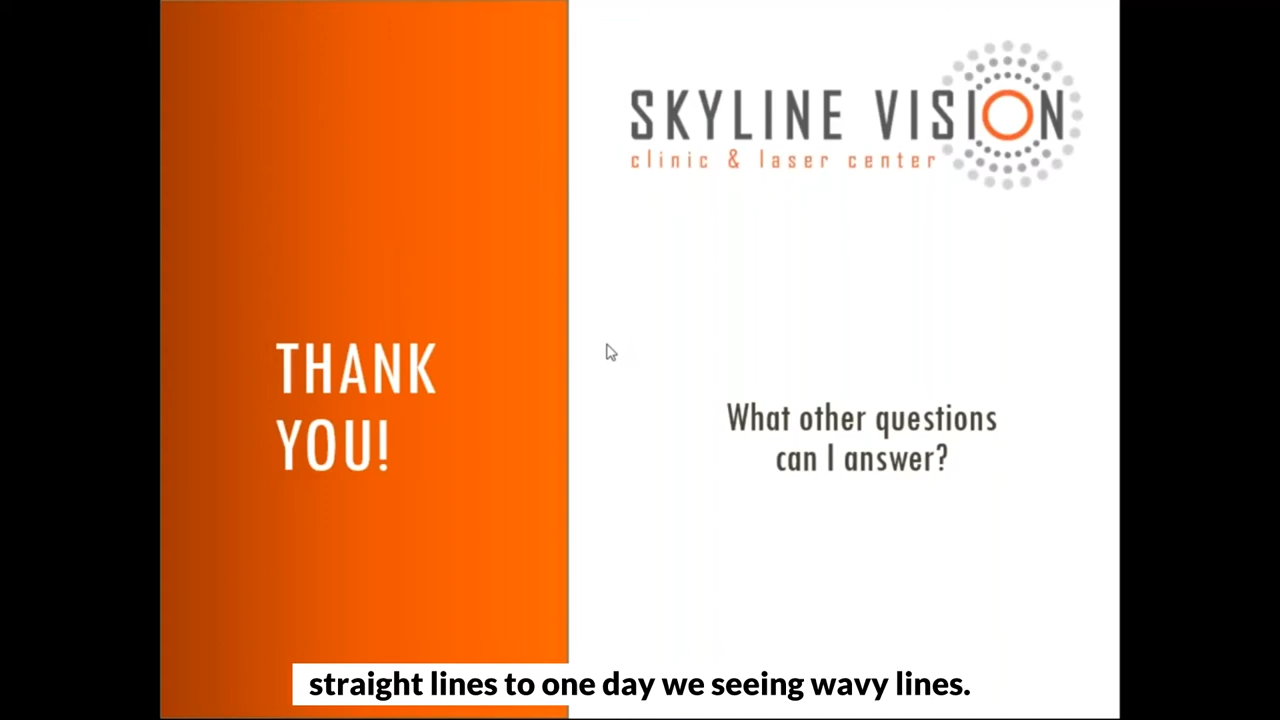 SKYLINE VISION
clinic & laser center
THANK
YOU!
What other questions
can I answer?
straight lines to one day we seeing wavy lines.